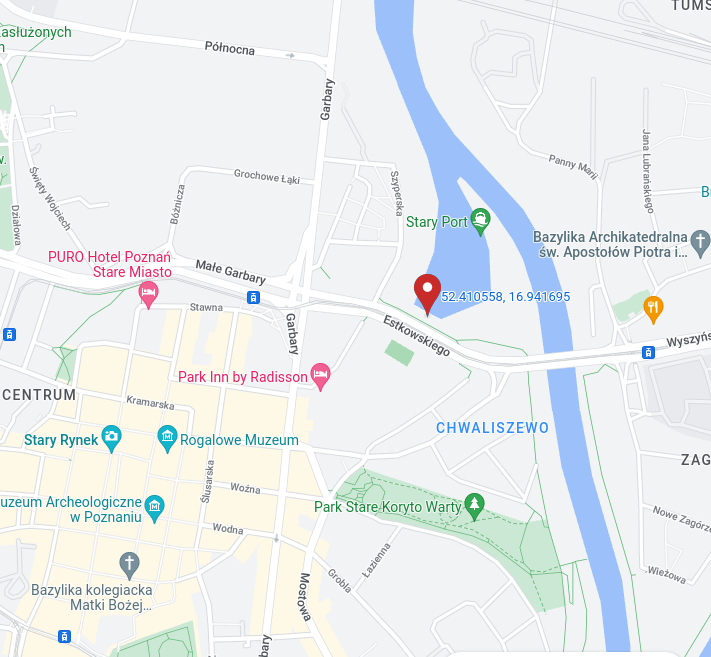 TUMS
Zasłużonych
Północna
Garbary
Panny Marii
Jana Lubrańskiego
w.
Święty Wojciech
Grochowe Łąki
Szyperska
Bóżnicza
Działowa
Stary Port
Bazylika Archikatedralna
św. Apostołów Piotra i...
PURO Hotel Poznań
Stare Miasto
Małe Garbary
52.410558, 16.941695
Stawna
Garbary
Estkowskiego
Wyszyńs
Park Inn by Radisson
CENTRUM
Kramarska
CHWALISZEWO
Stary Rynek
Rogalowe Muzeum
ZAG
Ślusarska
Woźna
uzeum Archeologiczne
w Poznaniu
Park Stare Koryto Warty
Nowe Zagórze
Wodna
Łazienna
Grobla
Wieżowa
Mostowa
Bazylika kolegiacka
Matki Bożej...
bary